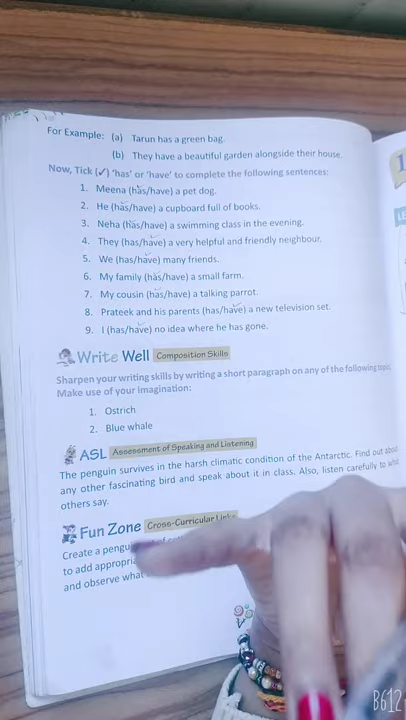 For Example: (a) Tarun has a green bag.
(b) They have a beautiful garden alongside their house.
Now, Tick (✓) 'has' or 'have' to complete the following sentences:
1. Meena (has/have) a pet dog.
2. He (has/have) a cupboard full of books.
3. Neha (has/have) a swimming class in the evening.
4. They (has/have) a very helpful and friendly neighbour.
5. We (has/have) many friends.
6. My family (has/have) a small farm.
7. My cousin (has/have) a talking parrot.
8. Prateek and his parents (has/have) a new television set.
9. I (has/have) no idea where he has gone.
Write Well Composition Skills
Sharpen your writing skills by writing a short paragraph on any of the following topic.
Make use of your imagination:
1. Ostrich
2. Blue whale
ASL Assessment of Speaking and Listening
The penguin survives in the harsh climatic condition of the Antarctic. Find out about
any other fascinating bird and speak about it in class. Also, listen carefully to what
others say.
Fun Zone Cross-Curricular Links
Create a of
to add
and observe what
1
B612